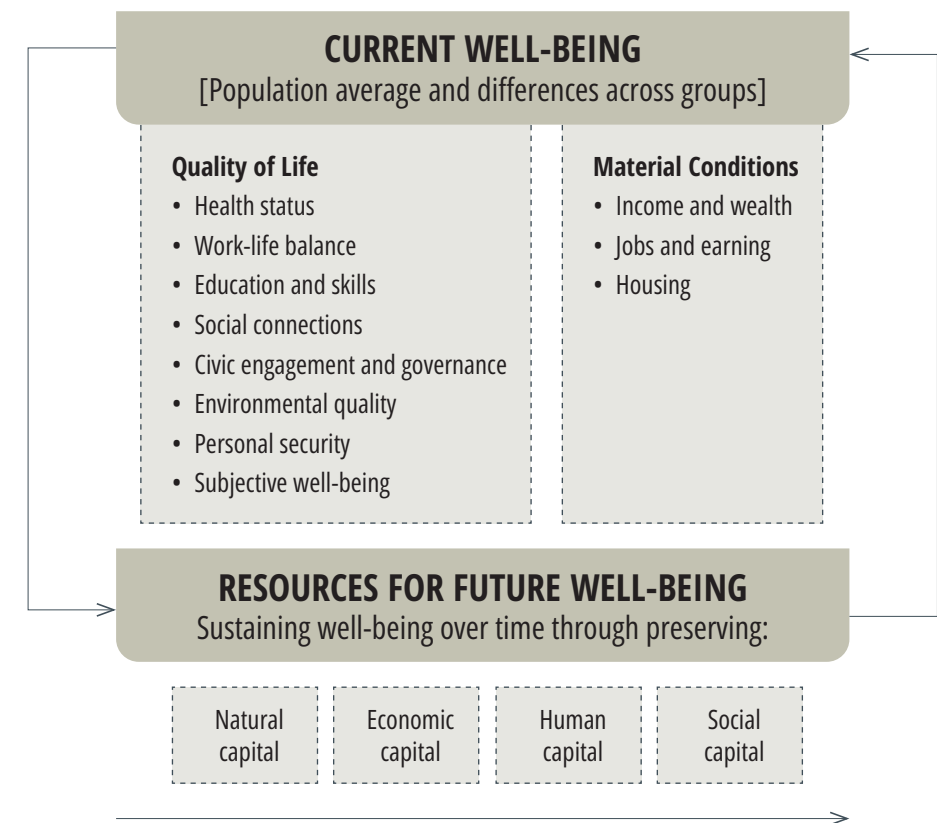 CURRENT WELL-BEING
[Population average and differences across groups]
Quality of Life
• Health status
• Work-life balance
• Education and skills
• Social connections
• Civic engagement and governance
• Environmental quality
• Personal security
• Subjective well-being
Material Conditions
• Income and wealth
• Jobs and earning
• Housing
RESOURCES FOR FUTURE WELL-BEING
Sustaining well-being over time through preserving:
Natural
capital
Economic
capital
Human
capital
Social
capital